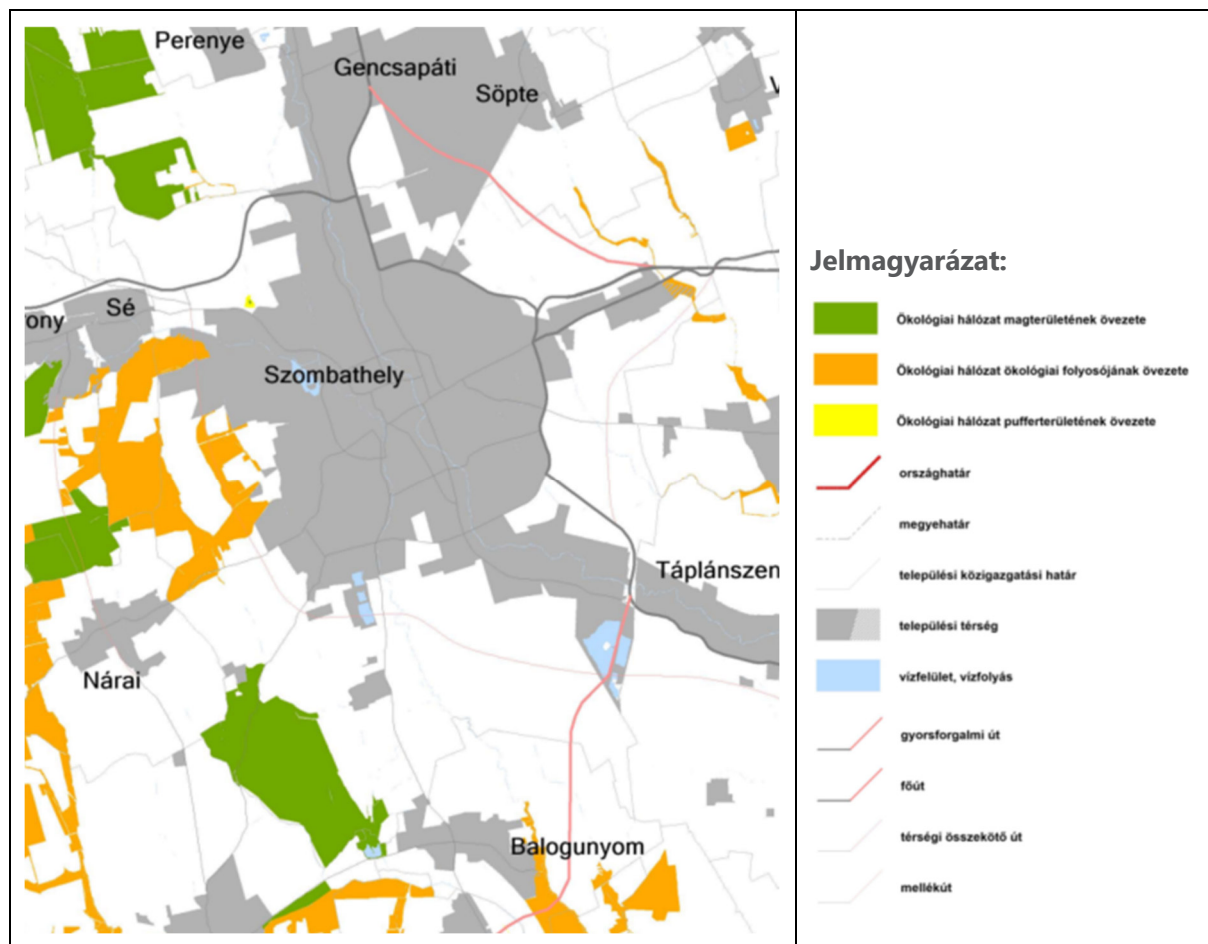 Perenye
Gencsapáti
Söpte
V
Sé
ony
Szombathely
Táplánszen
Nárai
Balogunyom
Jelmagyarázat:
Ökológiai hálózat magterületének övezete
Ökológiai hálózat ökológiai folyosójának övezete
Ökológiai hálózat pufferterületének övezete
országhatár
megyehatár
települési közigazgatási határ
települési térség
vízfelület, vízfolyás
gyorsforgalmi út
főút
térségi összekötő út
mellékút